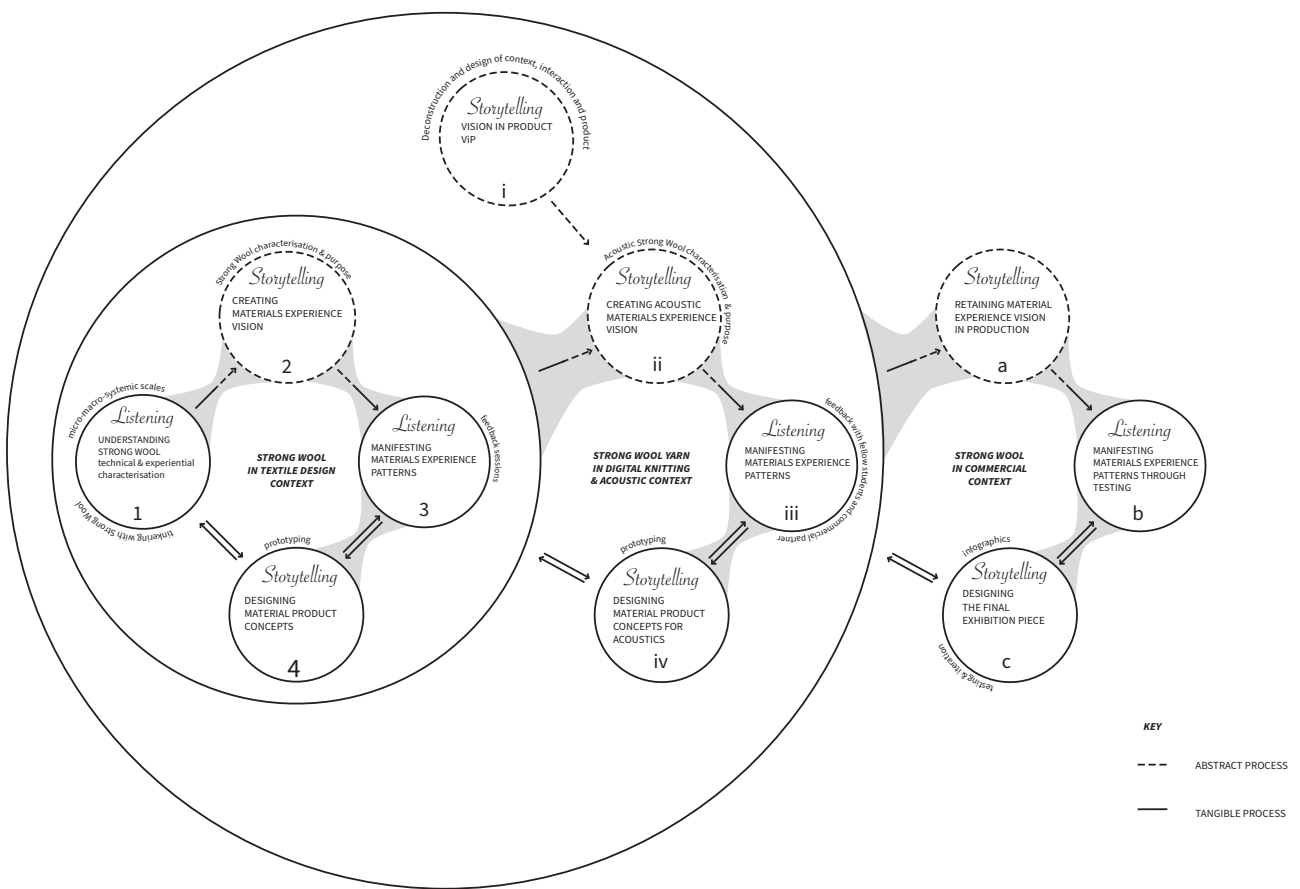 Deconstruction and design of context, interaction and product
Storytelling
VISION IN PRODUCT
ViP
i
Strong Wool characterisation & purpose
Storytelling
CREATING
MATERIALS EXPERIENCE
VISION
2
micro-macro-systemic scales
Listening
UNDERSTANDING
STRONG WOOL
technical & experiential
characterisation
1
tinkering with Strong Wool
STRONG WOOL
IN TEXTILE DESIGN
CONTEXT
feedback sessions
Listening
MANIFESTING
MATERIALS EXPERIENCE
PATTERNS
3
prototyping
Storytelling
DESIGNING
MATERIAL PRODUCT
CONCEPTS
4
Acoustic Strong Wool characterisation & purpose
Storytelling
CREATING ACOUSTIC
MATERIALS EXPERIENCE
VISION
ii
STRONG WOOL YARN
IN DIGITAL KNITTING
& ACOUSTIC CONTEXT
feedback with fellow students and commercial partner
Listening
MANIFESTING
MATERIALS EXPERIENCE
PATTERNS
iii
prototyping
Storytelling
DESIGNING
MATERIAL PRODUCT
CONCEPTS FOR
ACOUSTICS
iv
Storytelling
RETAINING MATERIAL
EXPERIENCE VISION
IN PRODUCTION
a
STRONG WOOL
IN COMMERCIAL
CONTEXT
Listening
MANIFESTING
MATERIALS EXPERIENCE
PATTERNS THROUGH
TESTING
b
infographics
Storytelling
DESIGNING
THE FINAL
EXHIBITION PIECE
c
testing & iteration
KEY
ABSTRACT PROCESS
TANGIBLE PROCESS